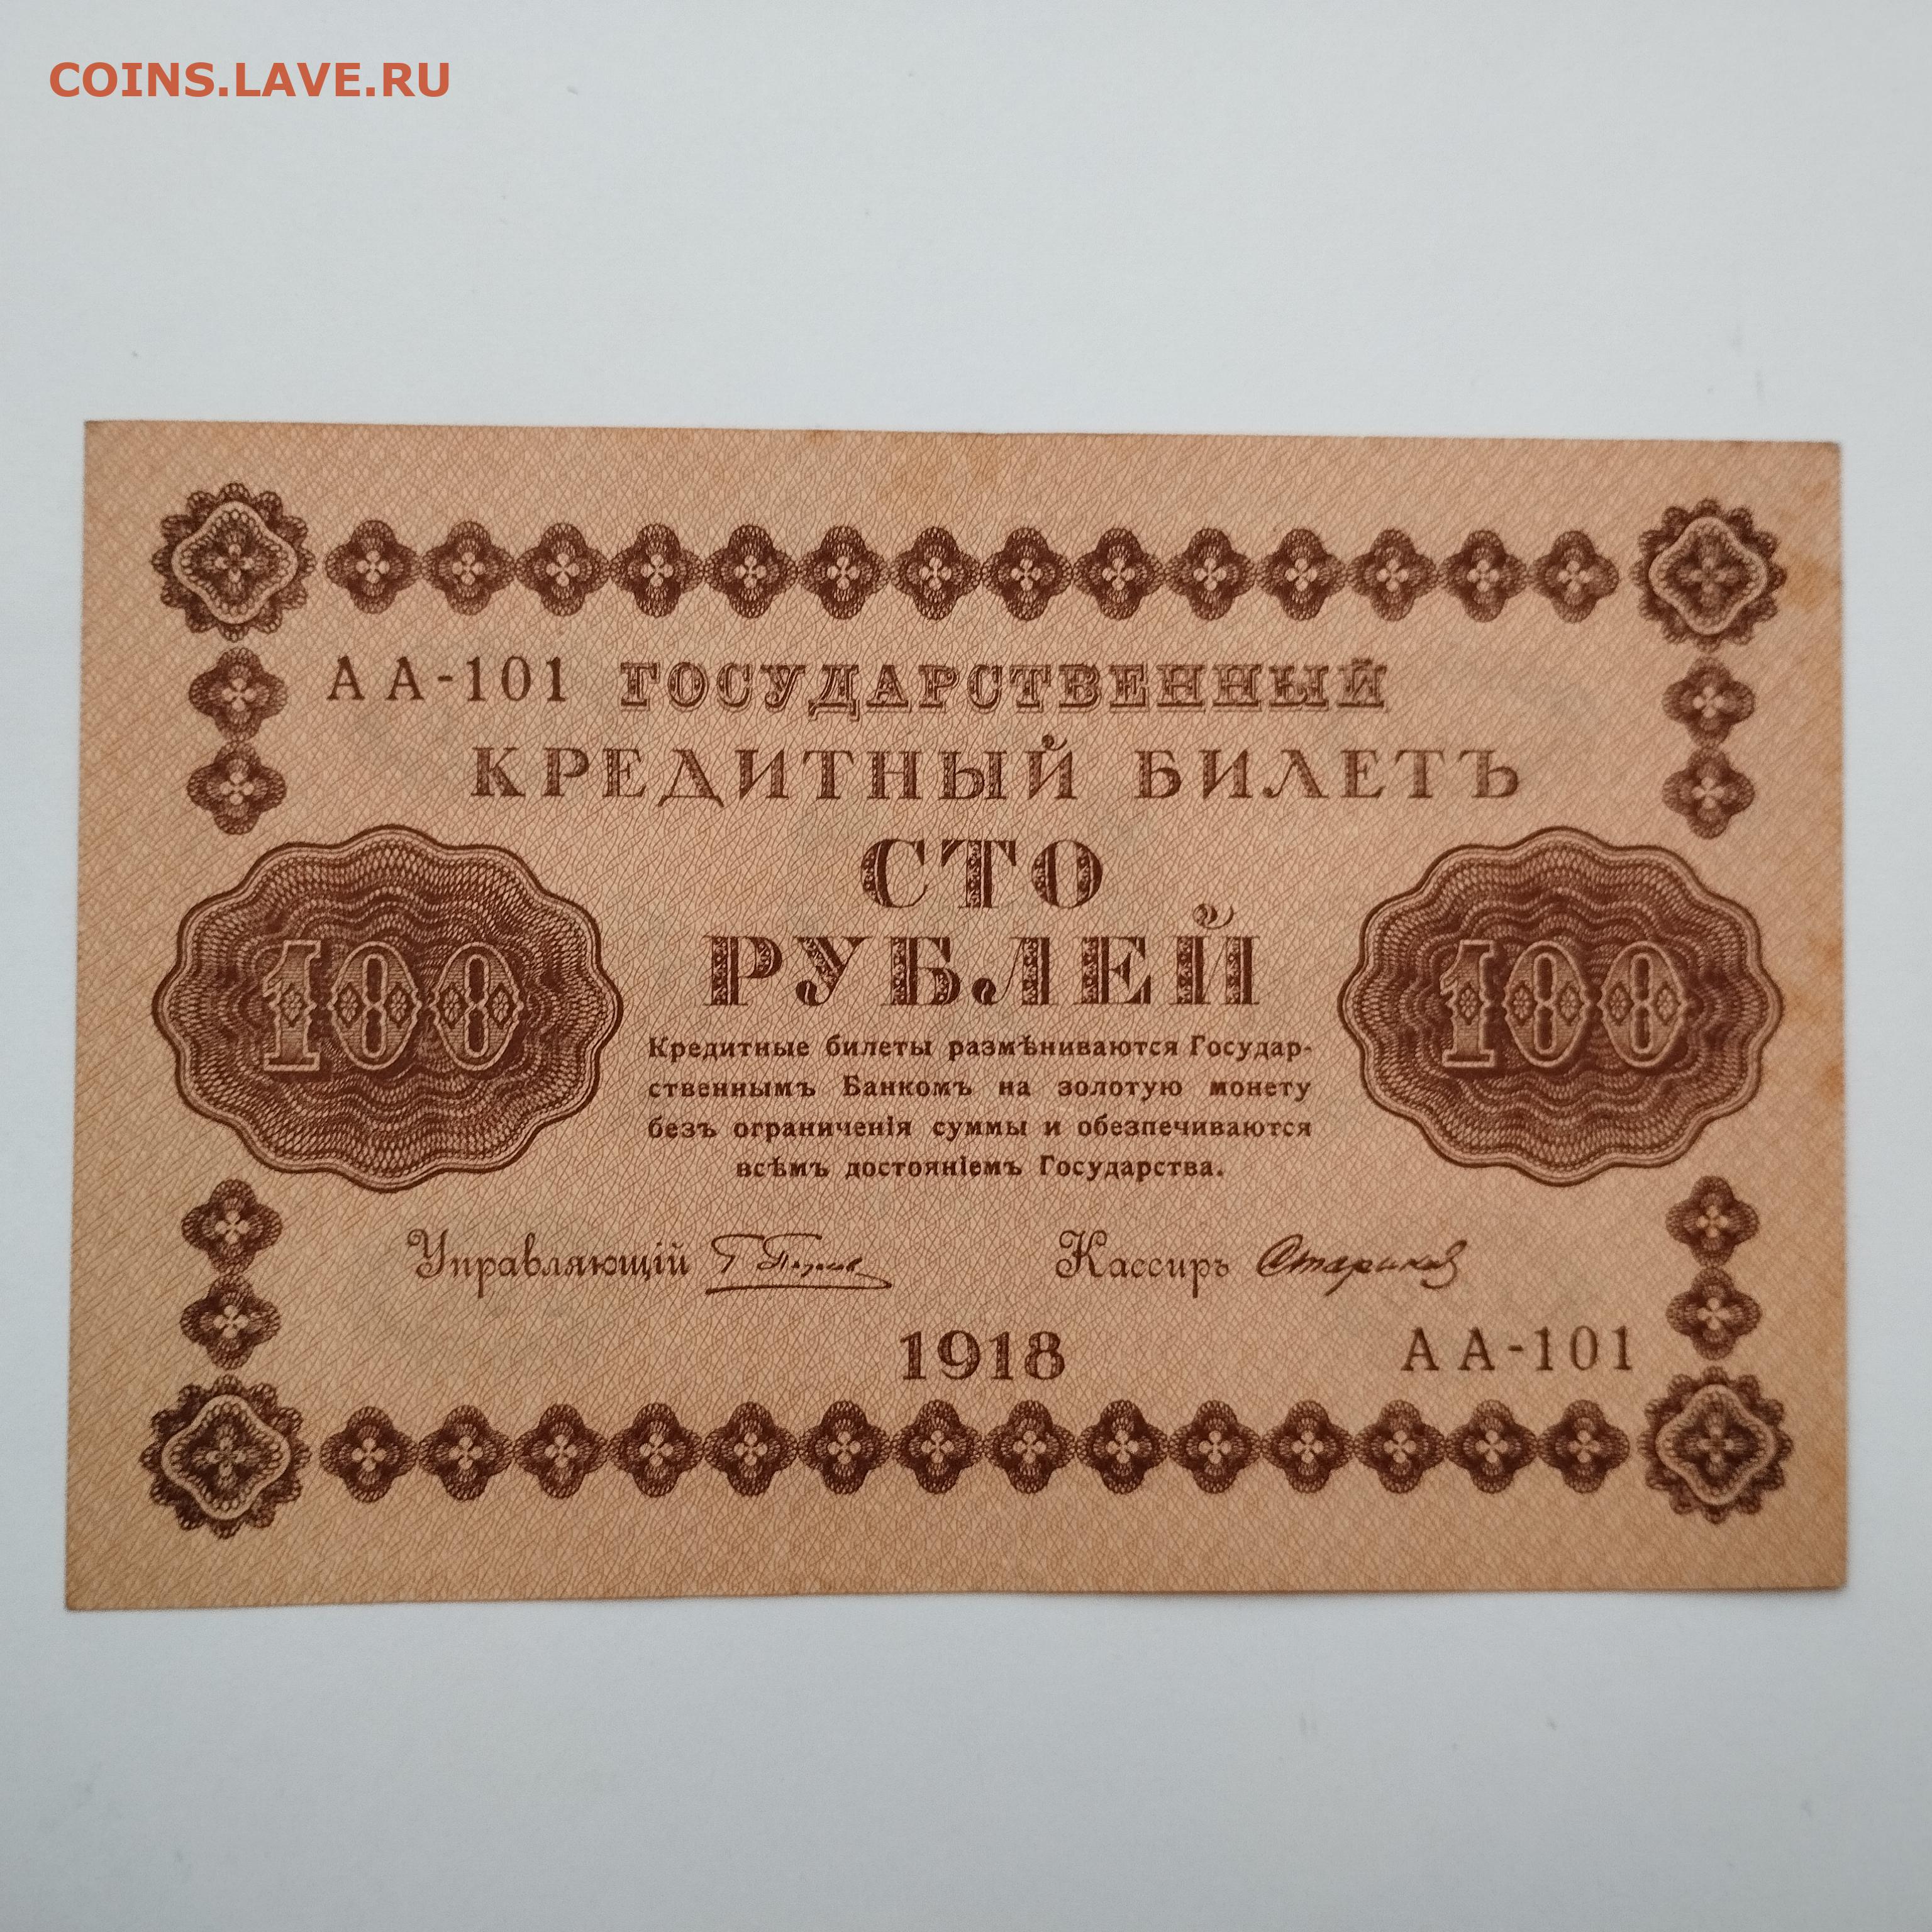 COINS.LAVE.RU
АА-101 ГОСУДАРСТВЕННЫЙ
КРЕДИТНЫЙ БИЛЕТЪ
СТО
РУБЛЕЙ
100 100
Кредитные билеты размѣниваются Государ-
ственнымъ Банкомъ на золотую монету
безъ ограниченія суммы и обезпечиваются
всѣмъ достояніемъ Государства.
Управляющій Кассиръ Стариков
1918 АА-101